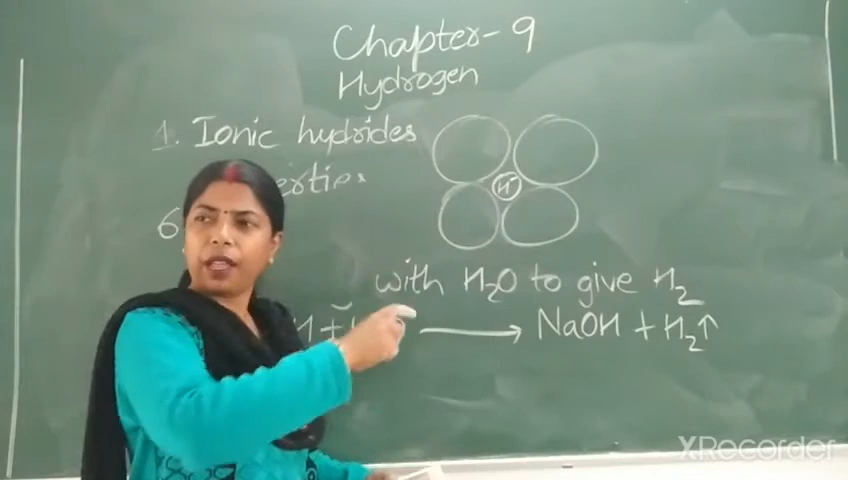 Chapter-9
Hydrogen
1. Ionic hydrides
erties
6
H
with H2O to give H2
H + → NaOH + H2↑
XRecorder